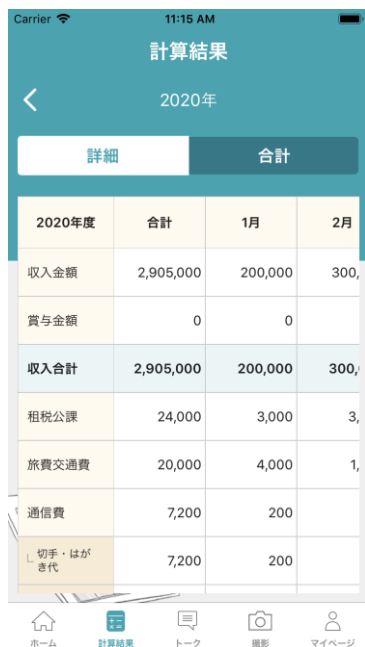 Carrier 11:15 AM
計算結果
2020年
詳細 合計
2020年度 合計 1月 2月
収入金額 2,905,000 200,000 300,
賞与金額 0 0
収入合計 2,905,000 200,000 300,
租税公課 24,000 3,000 3,
旅費交通費 20,000 4,000 1,
通信費 7,200 200
切手・はが
き代 7,200 200
ホーム 計算結果 トーク 撮影 マイページ